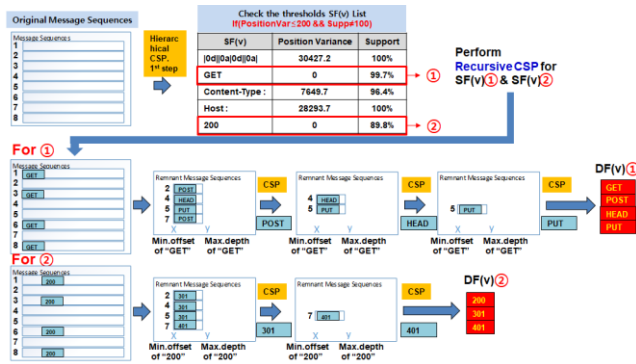 Original Message Sequences
Message Sequences
1
2
3
4
5
6
7
8
Hierarc
hical
CSP.
1st step
Check the thresholds SF(v) List
If(PositionVar≤200 && Supp≠100)
SF(v) Position Variance Support
|0d||0a|0d||0a| 30427.2 100%
GET 0 99.7%
①
Content-Type : 7649.7 96.4%
Host : 28293.7 100%
200 0 89.8%
②
Perform
Recursive CSP for
SF(v)① & SF(v)②
For ①
Message Sequences
1 GET
2
3 GET
4
5
6 GET
7
8 GET
Remnant Message Sequences
2 POST
4 HEAD
5 PUT
7 POST
X Y
Min.offset Max.depth
of "GET" of "GET"
CSP
POST
Remnant Message Sequences
4 HEAD
5 PUT
X Y
Min.offset Max.depth
of "GET" of "GET"
CSP
HEAD
Remnant Message Sequences
5 PUT
X Y
Min.offset Max.depth
of "GET" of "GET"
CSP
PUT
DF(v)①
GET
POST
HEAD
PUT
For ②
Message Sequences
1 200
2
3 200
4
5
6 200
7
8 200
Remnant Message Sequences
2 301
4 301
5 301
7 401
X Y
Min.offset Max.depth
of "200" of "200"
CSP
301
Remnant Message Sequences
7 401
X Y
Min.offset Max.depth
of "200" of "200"
CSP
401
DF(v)②
200
301
401